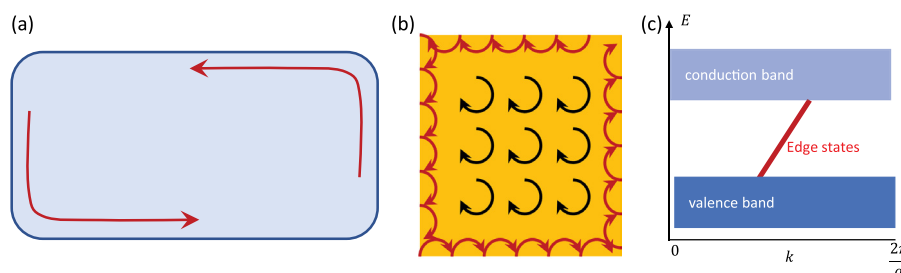 (a)
(b)
(c)
E
conduction band
Edge states
valence band
0
k